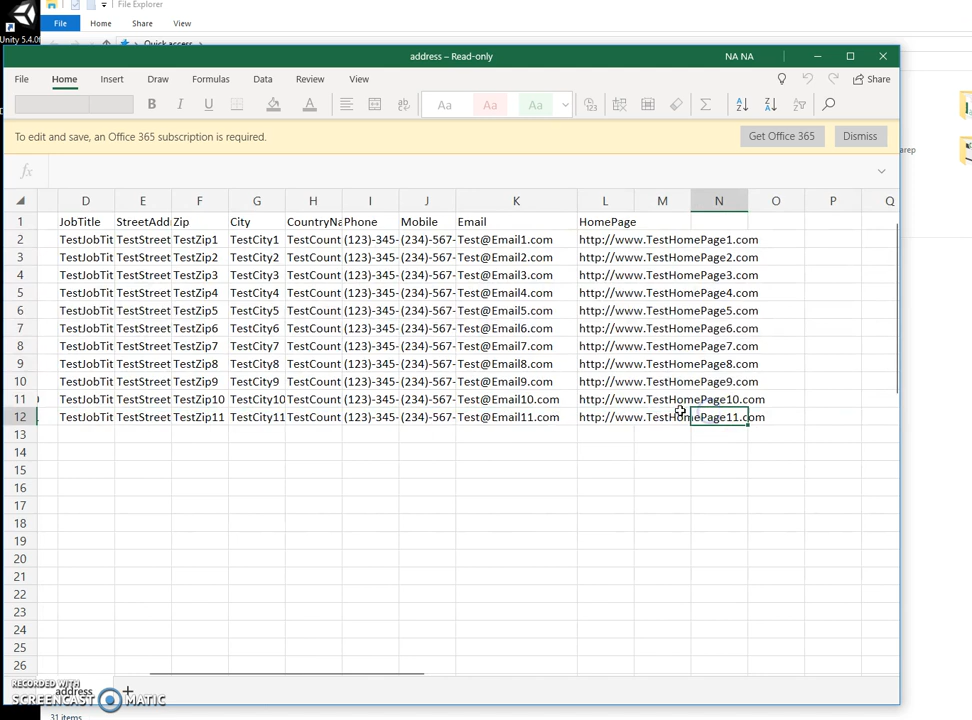 File Explorer
Unity 5.4.0f
File Home Share View
Quick access
address – Read-only NA NA
File Home Insert Draw Formulas Data Review View Share
Aa Aa Aa
To edit and save, an Office 365 subscription is required. Get Office 365 Dismiss
fx
arep
D E F G H I J K L M N O P Q
1 JobTitle StreetAdd Zip City CountryNa Phone Mobile Email HomePage
2 TestJobTit TestStreet TestZip1 TestCity1 TestCount (123)-345- (234)-567- Test@Email1.com http://www.TestHomePage1.com
3 TestJobTit TestStreet TestZip2 TestCity2 TestCount (123)-345- (234)-567- Test@Email2.com http://www.TestHomePage2.com
4 TestJobTit TestStreet TestZip3 TestCity3 TestCount (123)-345- (234)-567- Test@Email3.com http://www.TestHomePage3.com
5 TestJobTit TestStreet TestZip4 TestCity4 TestCount (123)-345- (234)-567- Test@Email4.com http://www.TestHomePage4.com
6 TestJobTit TestStreet TestZip5 TestCity5 TestCount (123)-345- (234)-567- Test@Email5.com http://www.TestHomePage5.com
7 TestJobTit TestStreet TestZip6 TestCity6 TestCount (123)-345- (234)-567- Test@Email6.com http://www.TestHomePage6.com
8 TestJobTit TestStreet TestZip7 TestCity7 TestCount (123)-345- (234)-567- Test@Email7.com http://www.TestHomePage7.com
9 TestJobTit TestStreet TestZip8 TestCity8 TestCount (123)-345- (234)-567- Test@Email8.com http://www.TestHomePage8.com
10 TestJobTit TestStreet TestZip9 TestCity9 TestCount (123)-345- (234)-567- Test@Email9.com http://www.TestHomePage9.com
11 TestJobTit TestStreet TestZip10 TestCity10 TestCount (123)-345- (234)-567- Test@Email10.com http://www.TestHomePage10.com
12 TestJobTit TestStreet TestZip11 TestCity11 TestCount (123)-345- (234)-567- Test@Email11.com http://www.TestHomePage11.com
13
14
15
16
17
18
19
20
21
22
23
24
25
26
RECORDED WITH
address
SCREENCAST MATIC
31 items